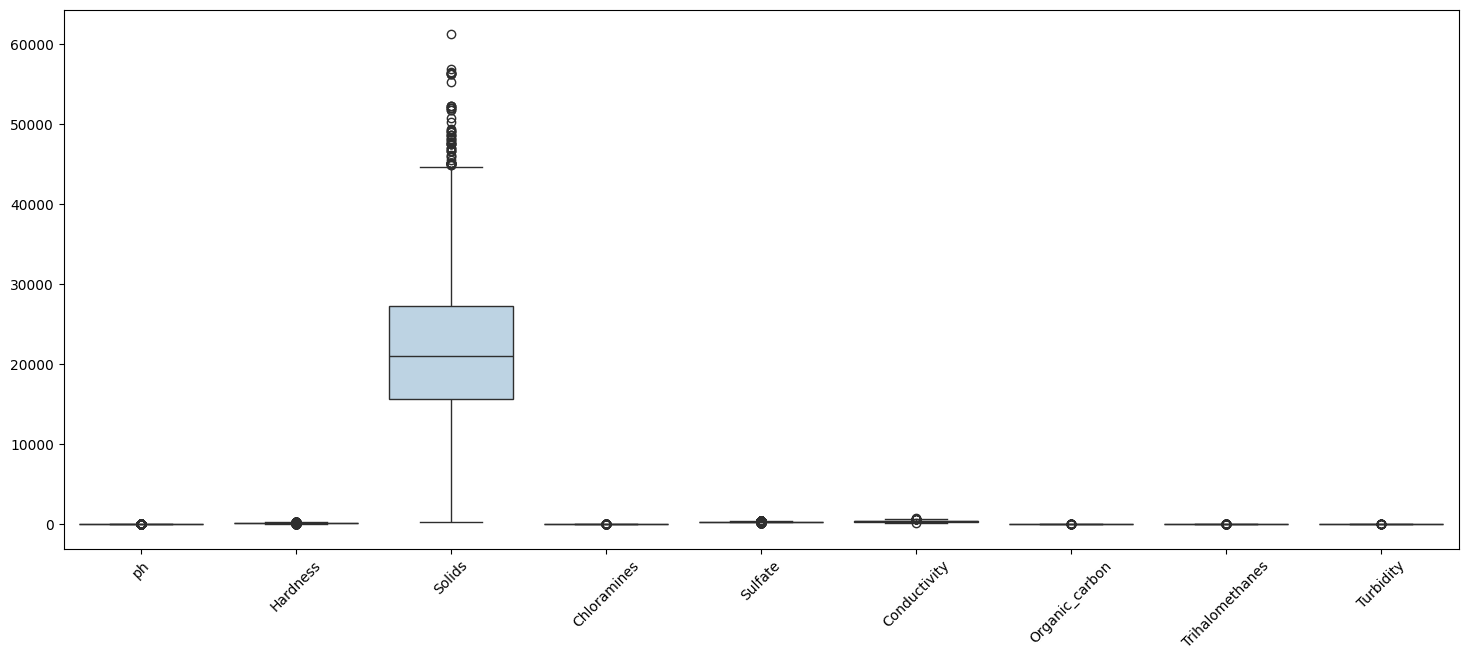 60000
50000
40000
30000
20000
10000
0
ph
Hardness
Solids
Chloramines
Sulfate
Conductivity
Organic_carbon
Trihalomethanes
Turbidity